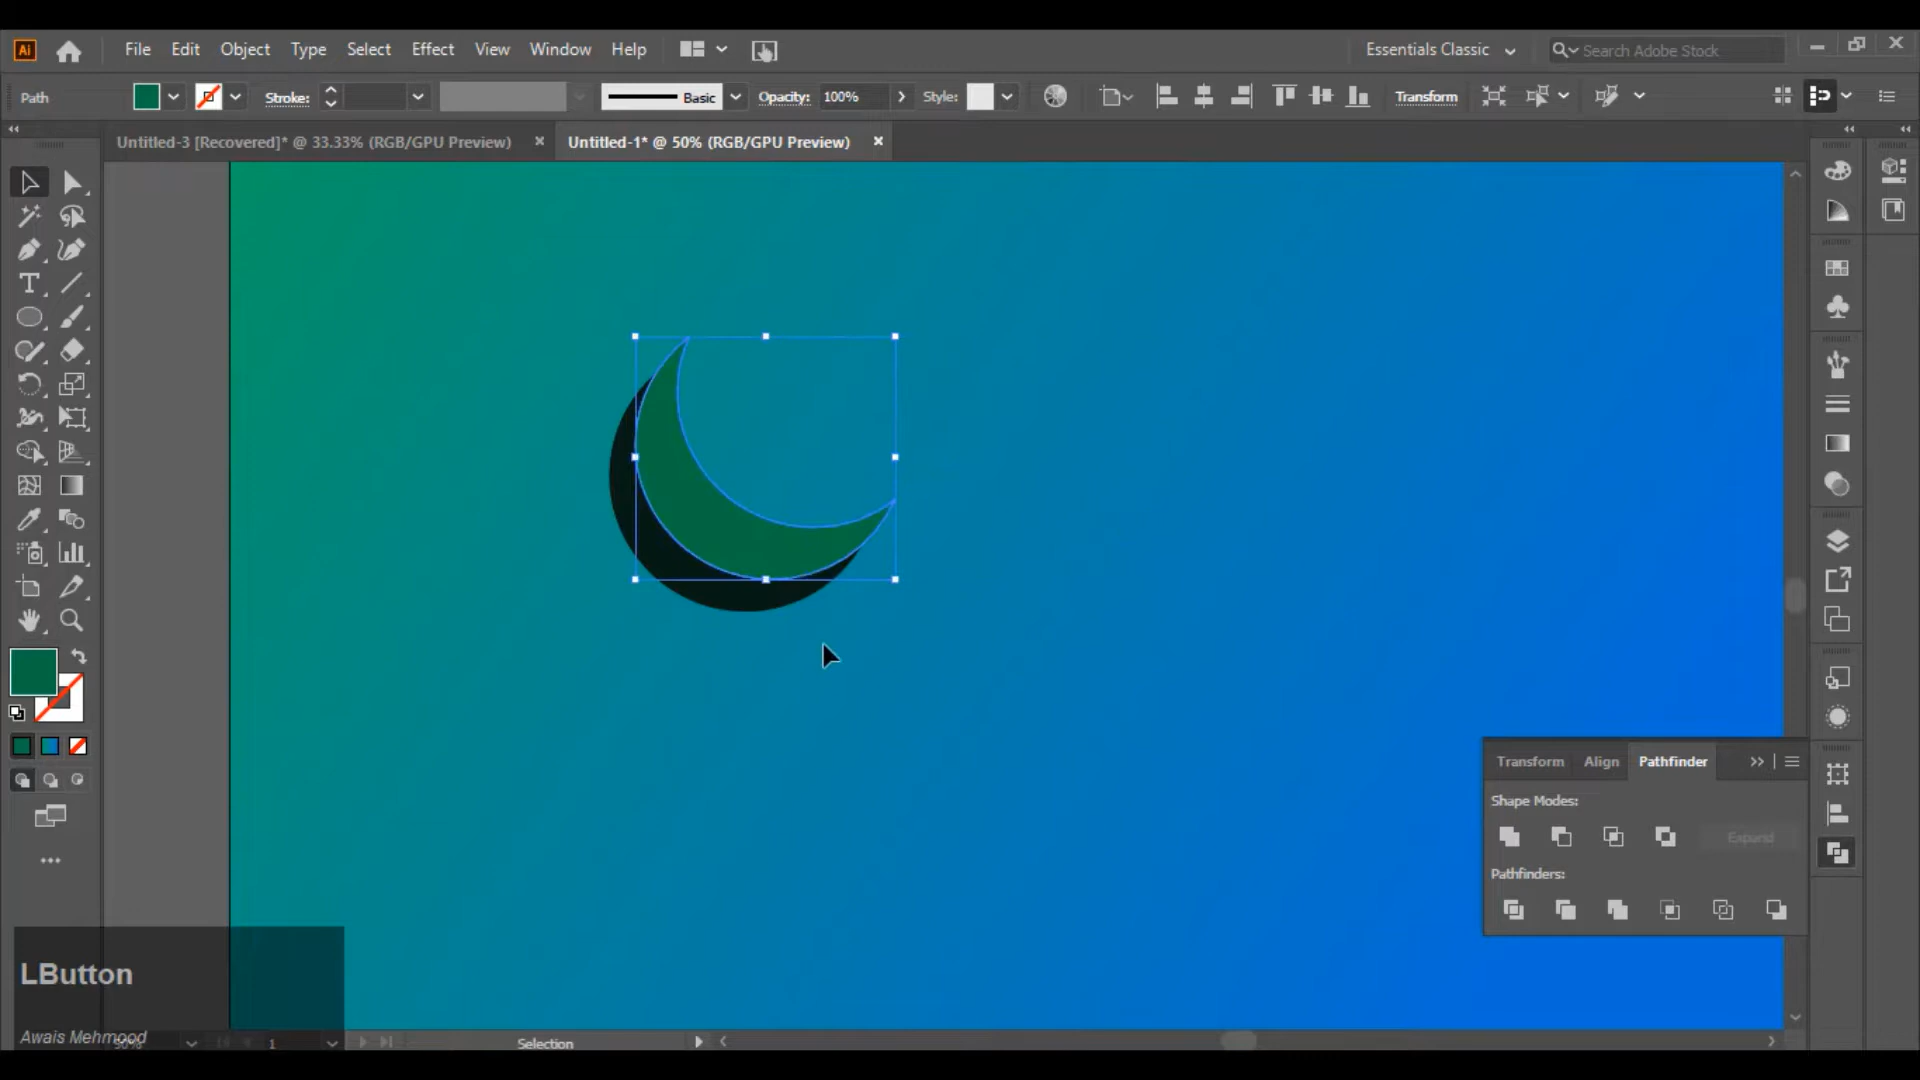 Ai File Edit Object Type Select Effect View Window Help Essentials Classic Search Adobe Stock
Path Stroke: Basic Opacity: 100% Style: Transform
Untitled-3 [Recovered]* @ 33.33% (RGB/GPU Preview) Untitled-1* @ 50% (RGB/GPU Preview)
Transform Align Pathfinder
Shape Modes:
Expand
Pathfinders:
LButton
Awais Mehmood
50% 1 Selection